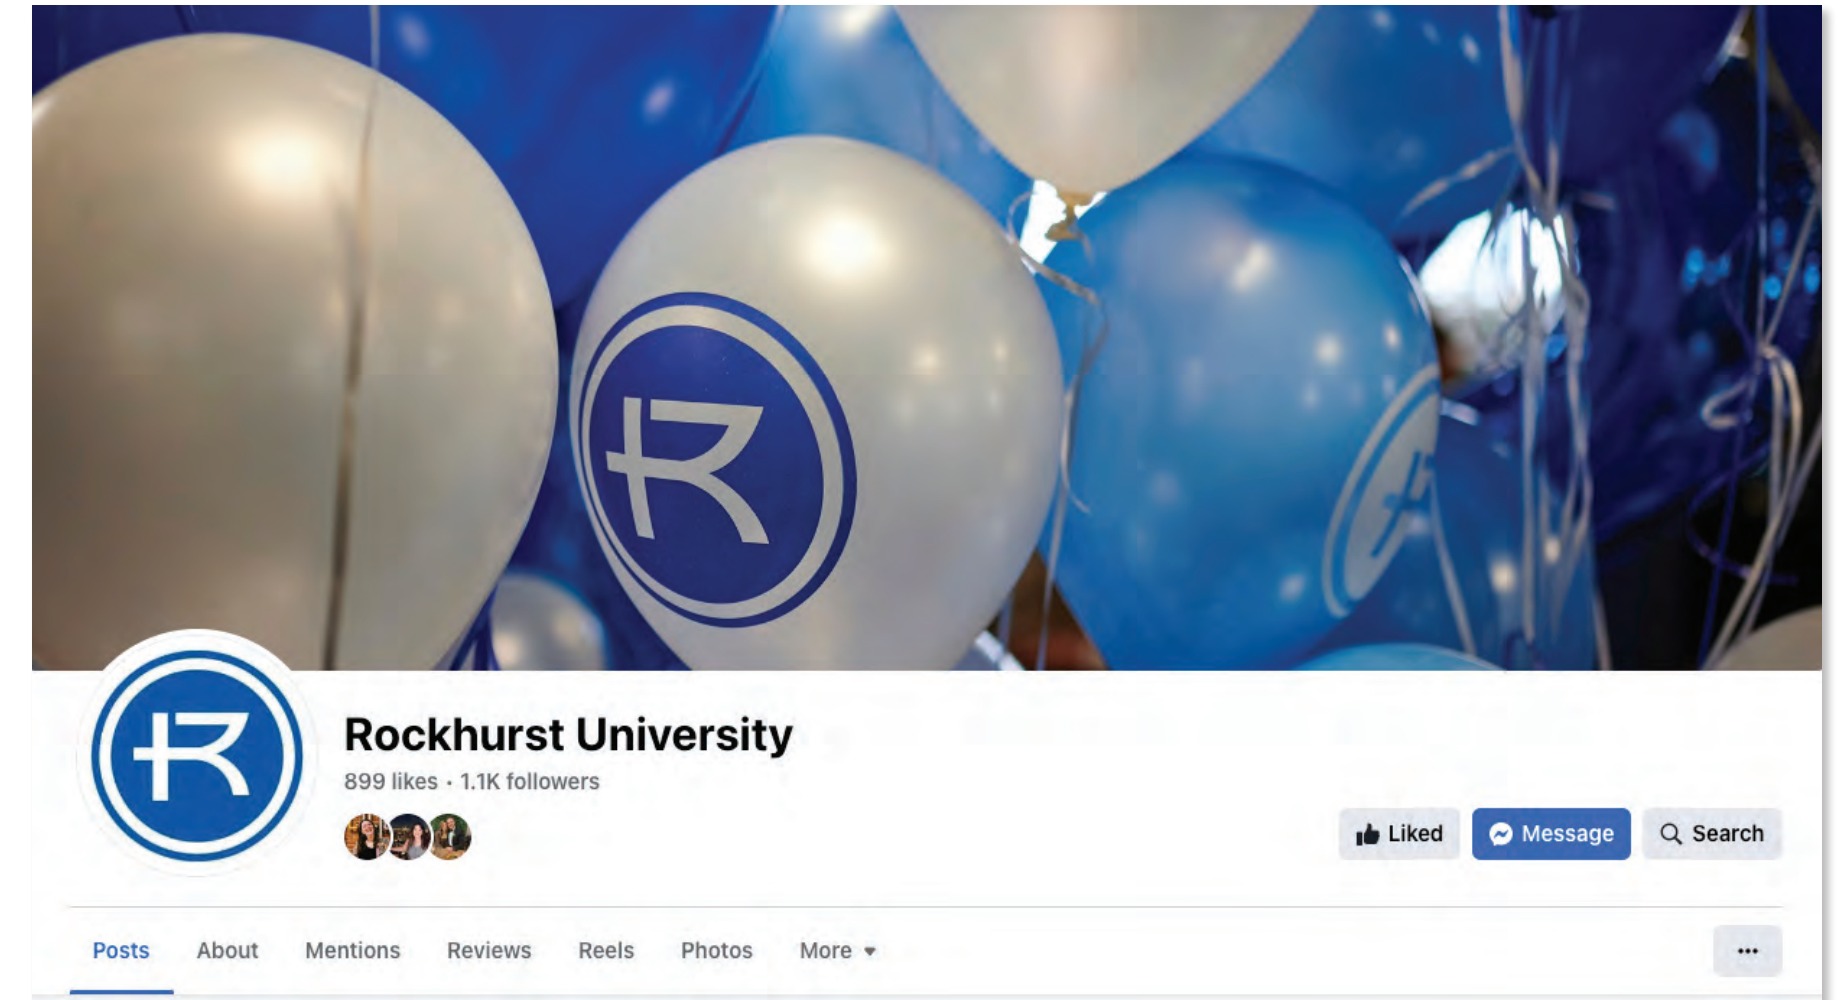 R
R
R
Rockhurst University
899 likes · 1.1K followers
Liked
Message
Search
Posts
About
Mentions
Reviews
Reels
Photos
More
...